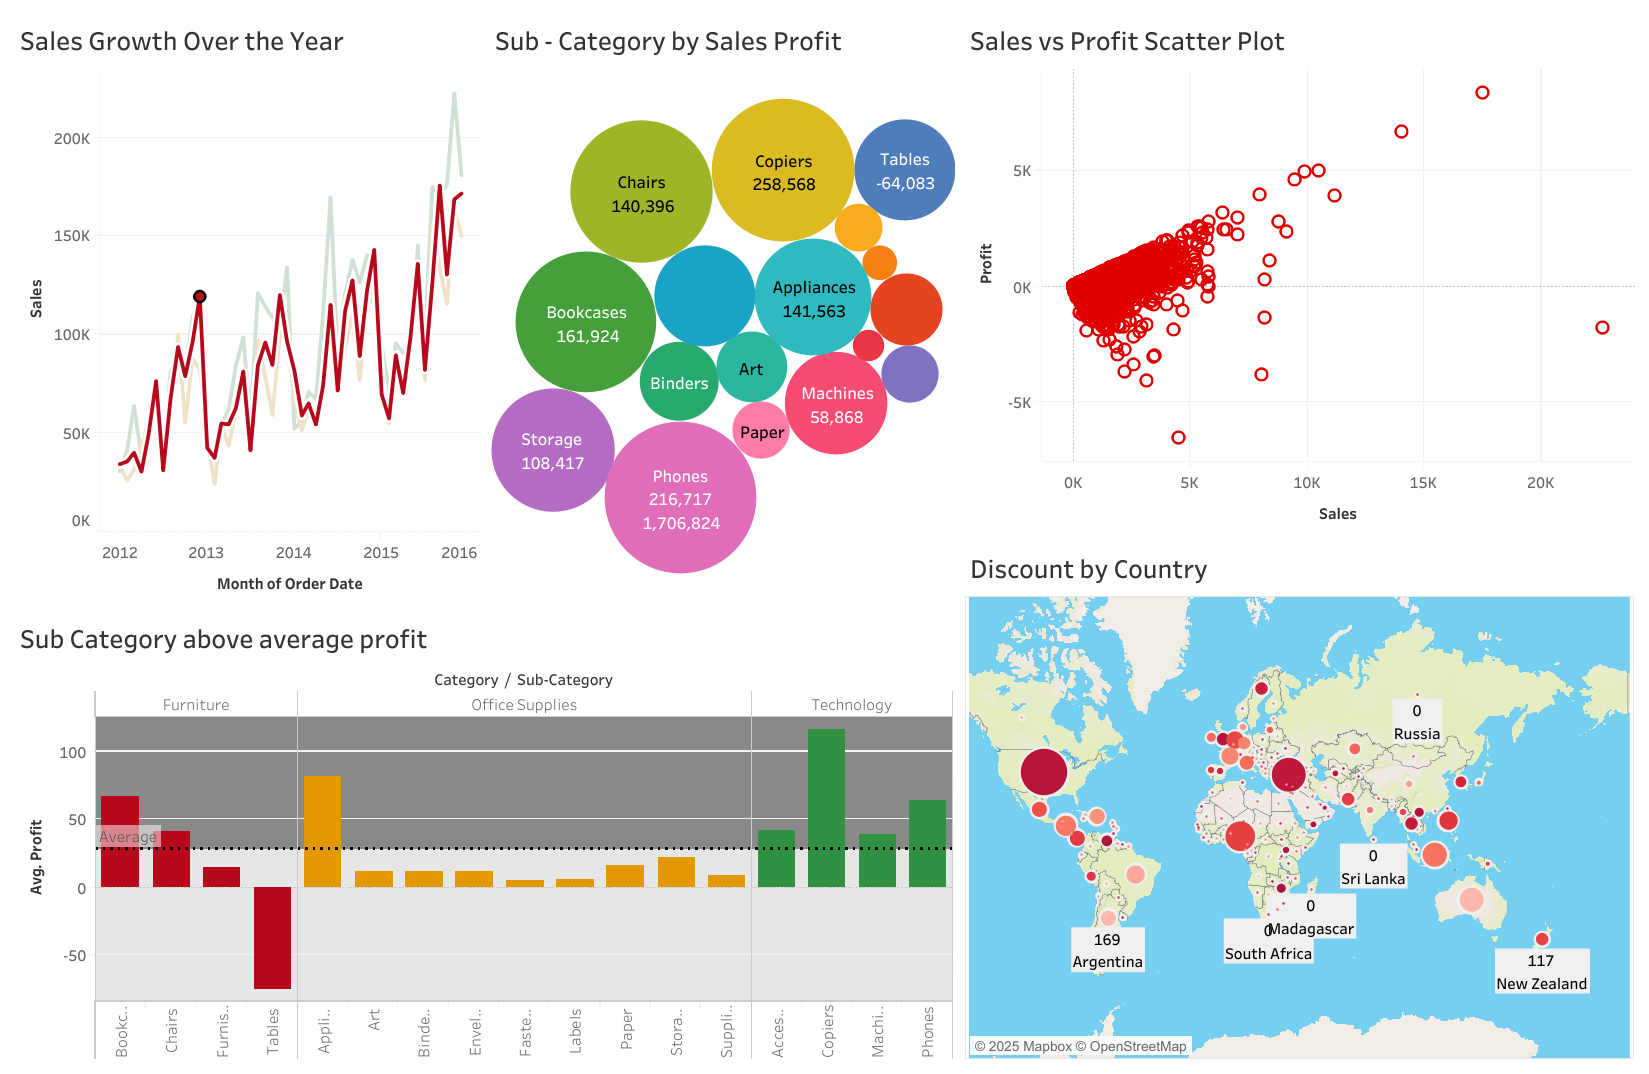 Sales Growth Over the Year
200K
150K
100K
50K
0K
Sales
2012
2013
2014
2015
2016
Month of Order Date
Sub - Category by Sales Profit
Copiers
258,568
Tables
-64,083
Chairs
140,396
Appliances
141,563
Bookcases
161,924
Art
Binders
Machines
58,868
Paper
Storage
108,417
Phones
216,717
1,706,824
Sales vs Profit Scatter Plot
5K
0K
-5K
Profit
0K
5K
10K
15K
20K
Sales
Sub Category above average profit
Category / Sub-Category
Furniture
Office Supplies
Technology
100
50
0
-50
Avg. Profit
Average
Bookc..
Chairs
Furnis..
Tables
Appli..
Art
Binde..
Envel..
Faste..
Labels
Paper
Stora..
Suppli..
Acces..
Copiers
Machi..
Phones
Discount by Country
0
Russia
0
Sri Lanka
0
Madagascar
0
South Africa
169
Argentina
117
New Zealand
© 2025 Mapbox © OpenStreetMap